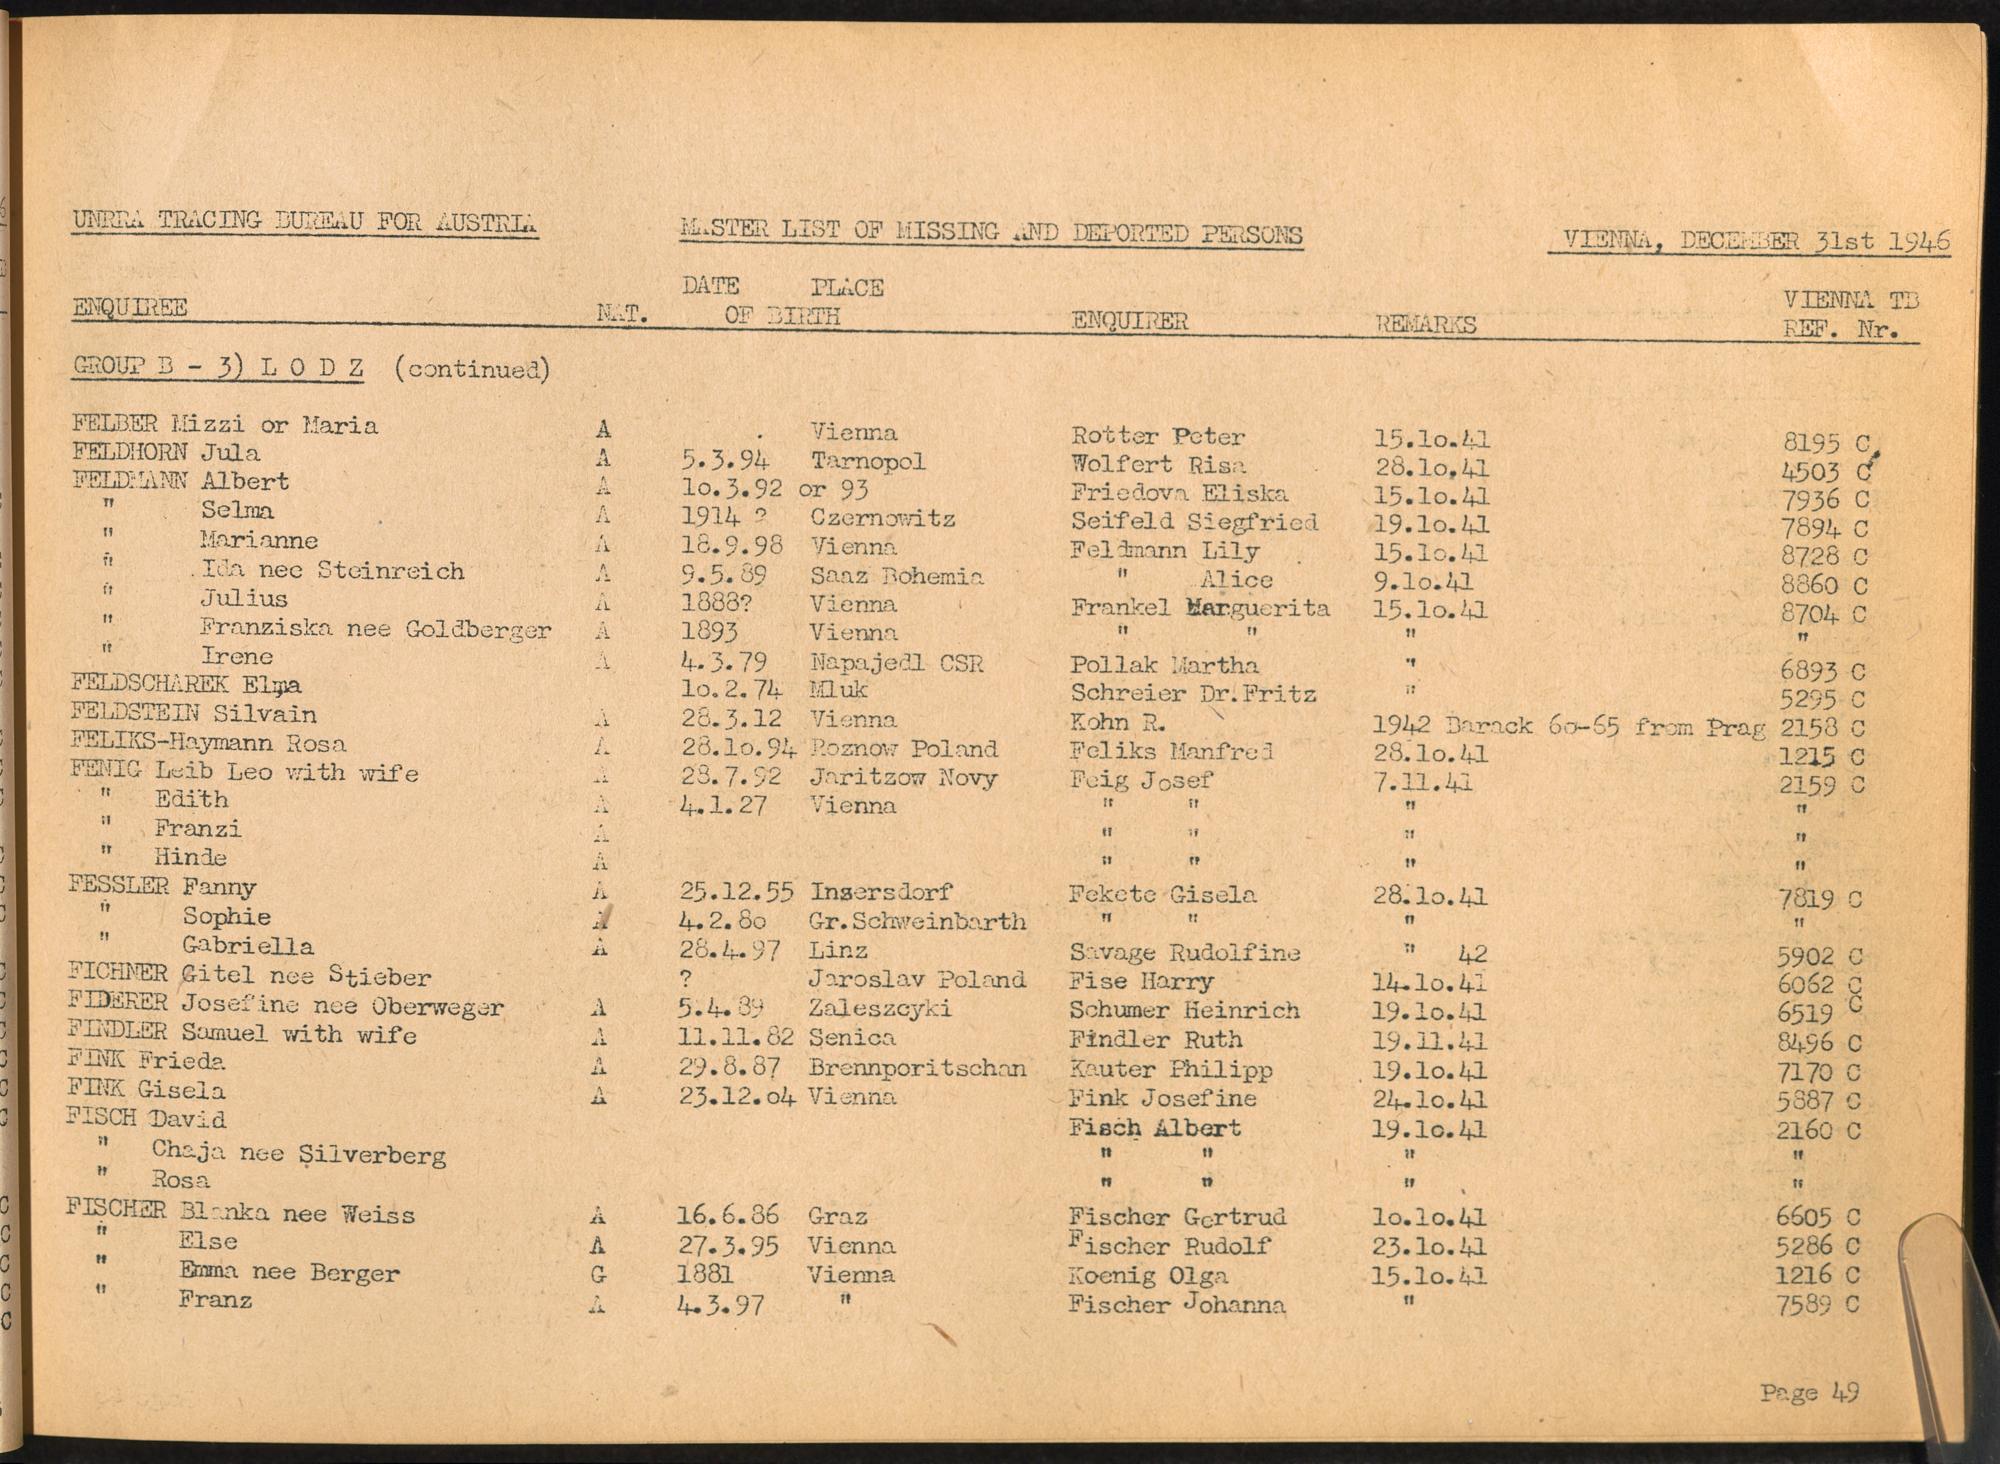 UNRRA TRACING BUREAU FOR AUSTRIA MASTER LIST OF MISSING AND DEPORTED PERSONS VIENNA, DECEMBER 31st 1946
DATE PLACE VIENNA TB
ENQUIREE NAT. OF BIRTH ENQUIRER REMARKS REF. Nr.
GROUP B - 3) L O D Z (continued)
FELBER Mizzi or Maria A . Vienna Rotter Peter 15.1o.41 8195 C
FELDHORN Jula A 5.3.94 Tarnopol Wolfert Risa 28.1o.41 4503 C
FELDMANN Albert A 1o.3.92 or 93 Friedova Eliska 15.1o.41 7936 C
" Selma A 1914 ? Czernowitz Seifeld Siegfried 19.1o.41 7894 C
" Marianne A 18.9.98 Vienna Feldmann Lily 15.1o.41 8728 C
" Ida nee Steinreich A 9.5.89 Saaz Bohemia " Alice 9.1o.41 8860 C
" Julius A 1888? Vienna Frankel Marguerita 15.1o.41 8704 C
" Franziska nee Goldberger A 1893 Vienna " " " "
" Irene A 4.3.79 Napajedl CSR Pollak Martha " 6893 C
FELDSCHAREK Elma 1o.2.74 Mluk Schreier Dr.Fritz " 5295 C
FELDSTEIN Silvain A 28.3.12 Vienna Kohn R. 1942 Barack 6o-65 from Prag 2158 C
FELIKS-Haymann Rosa A 28.1o.94 Roznow Poland Feliks Manfred 28.1o.41 1215 C
FENIG Leib Leo with wife A 28.7.92 Jaritzow Novy Feig Josef 7.11.41 2159 C
" Edith A 4.1.27 Vienna " " " "
" Franzi A " " " "
" Hinde A " " " "
FESSLER Fanny A 25.12.55 Inzersdorf Fekete Gisela 28.1o.41 7819 C
" Sophie A 4.2.8o Gr.Schweinbarth " " " "
" Gabriella A 28.4.97 Linz Savage Rudolfine " 42 5902 C
FICHNER Gitel nee Stieber ? Jaroslav Poland Fise Harry 14.1o.41 6062 C
FIDERER Josefine nee Oberweger A 5.4.89 Zaleszcyki Schumer Heinrich 19.1o.41 6519 C
FINDLER Samuel with wife A 11.11.82 Senica Findler Ruth 19.11.41 8496 C
FINK Frieda A 29.8.87 Brennporitschan Kauter Philipp 19.1o.41 7170 C
FINK Gisela A 23.12.o4 Vienna Fink Josefine 24.1o.41 5887 C
FISCH David Fisch Albert 19.1o.41 2160 C
" Chaja nee Silverberg " " " "
" Rosa " " " "
FISCHER Blanka nee Weiss A 16.6.86 Graz Fischer Gertrud 1o.1o.41 6605 C
" Else A 27.3.95 Vienna Fischer Rudolf 23.1o.41 5286 C
" Emma nee Berger G 1881 Vienna Koenig Olga 15.1o.41 1216 C
" Franz A 4.3.97 " Fischer Johanna " 7589 C
Page 49